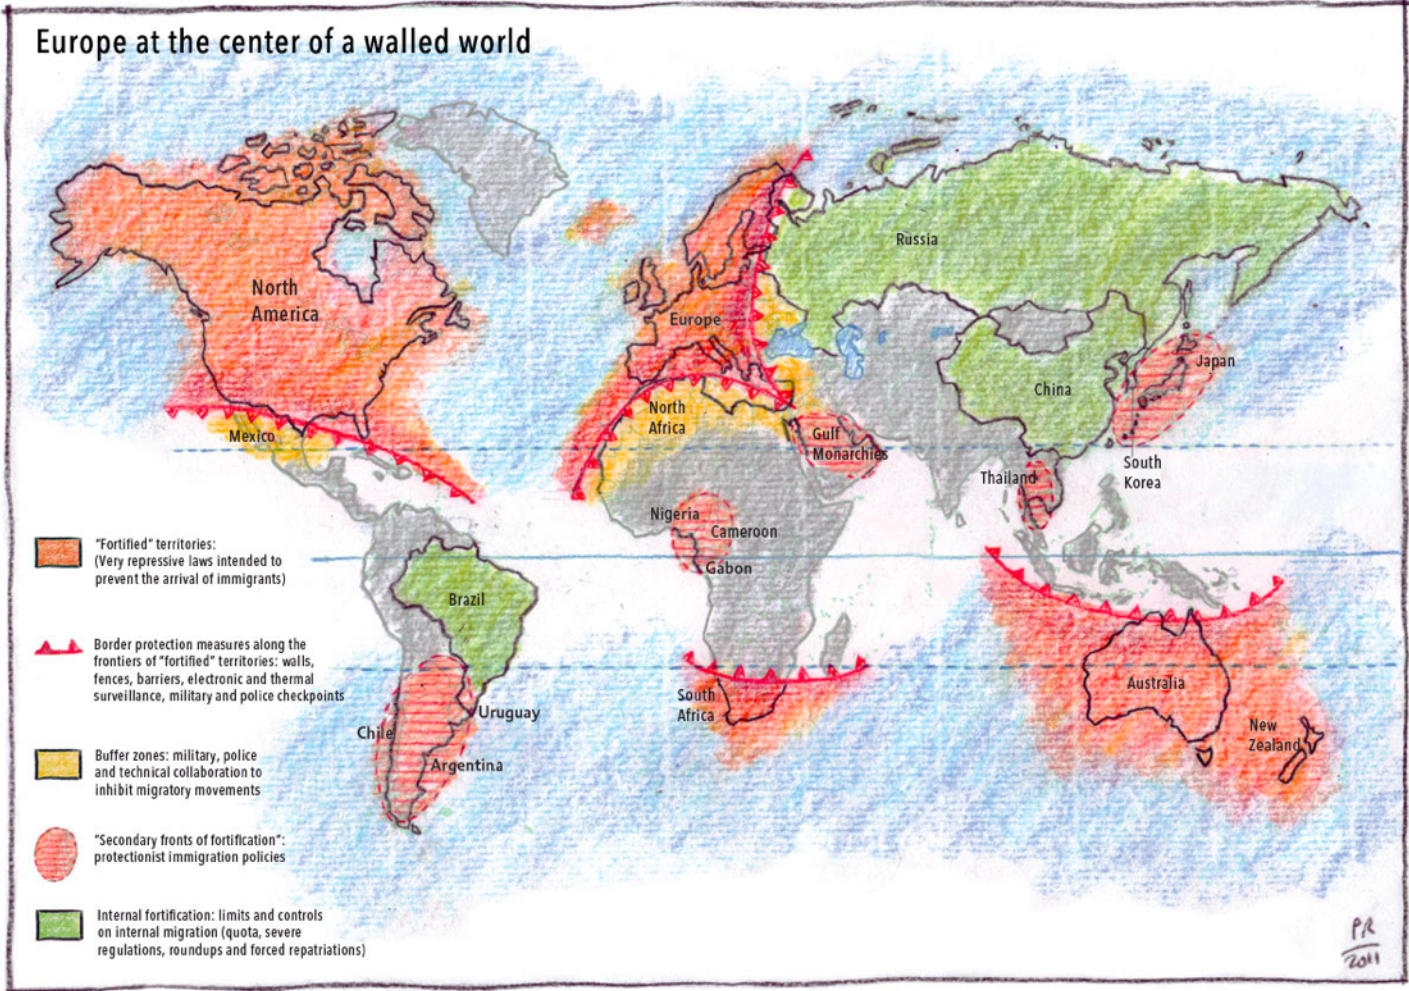 Europe at the center of a walled world
Russia
North
America
Europe
Japan
China
North
Africa
Mexico
Gulf
Monarchies
South
Korea
Thailand
Nigeria
Cameroon
Gabon
"Fortified" territories:
(Very repressive laws intended to
prevent the arrival of immigrants)
Brazil
Border protection measures along the
frontiers of "fortified" territories: walls,
fences, barriers, electronic and thermal
surveillance, military and police checkpoints
Australia
South
Africa
Uruguay
New
Zealand
Chile
Argentina
Buffer zones: military, police
and technical collaboration to
inhibit migratory movements
"Secondary fronts of fortification":
protectionist immigration policies
Internal fortification: limits and controls
on internal migration (quota, severe
regulations, roundups and forced repatriations)
PR
2011